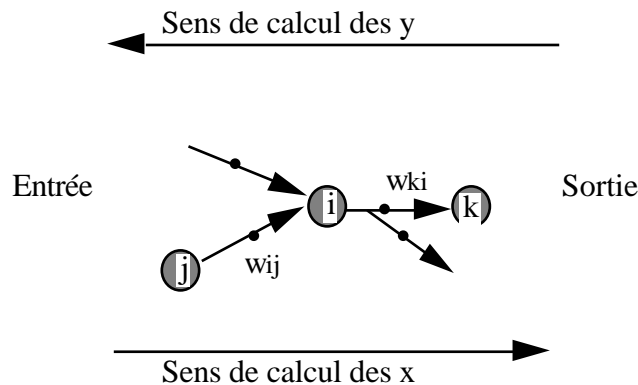 Sens de calcul des y
Entrée
i
wki
k
Sortie
j
wij
Sens de calcul des x